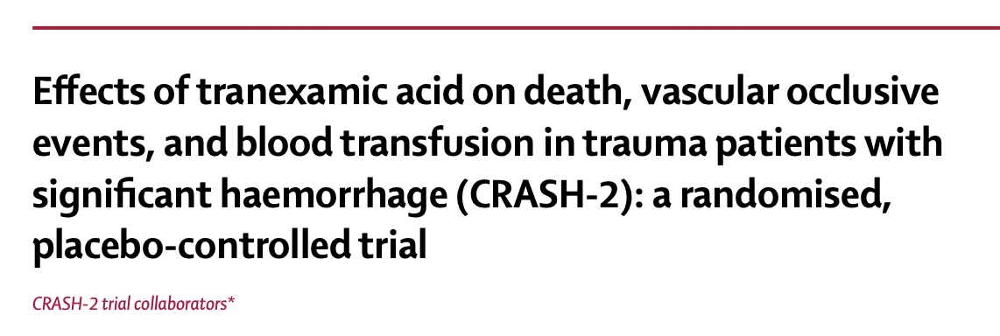 Effects of tranexamic acid on death, vascular occlusive
events, and blood transfusion in trauma patients with
significant haemorrhage (CRASH-2): a randomised,
placebo-controlled trial
CRASH-2 trial collaborators*